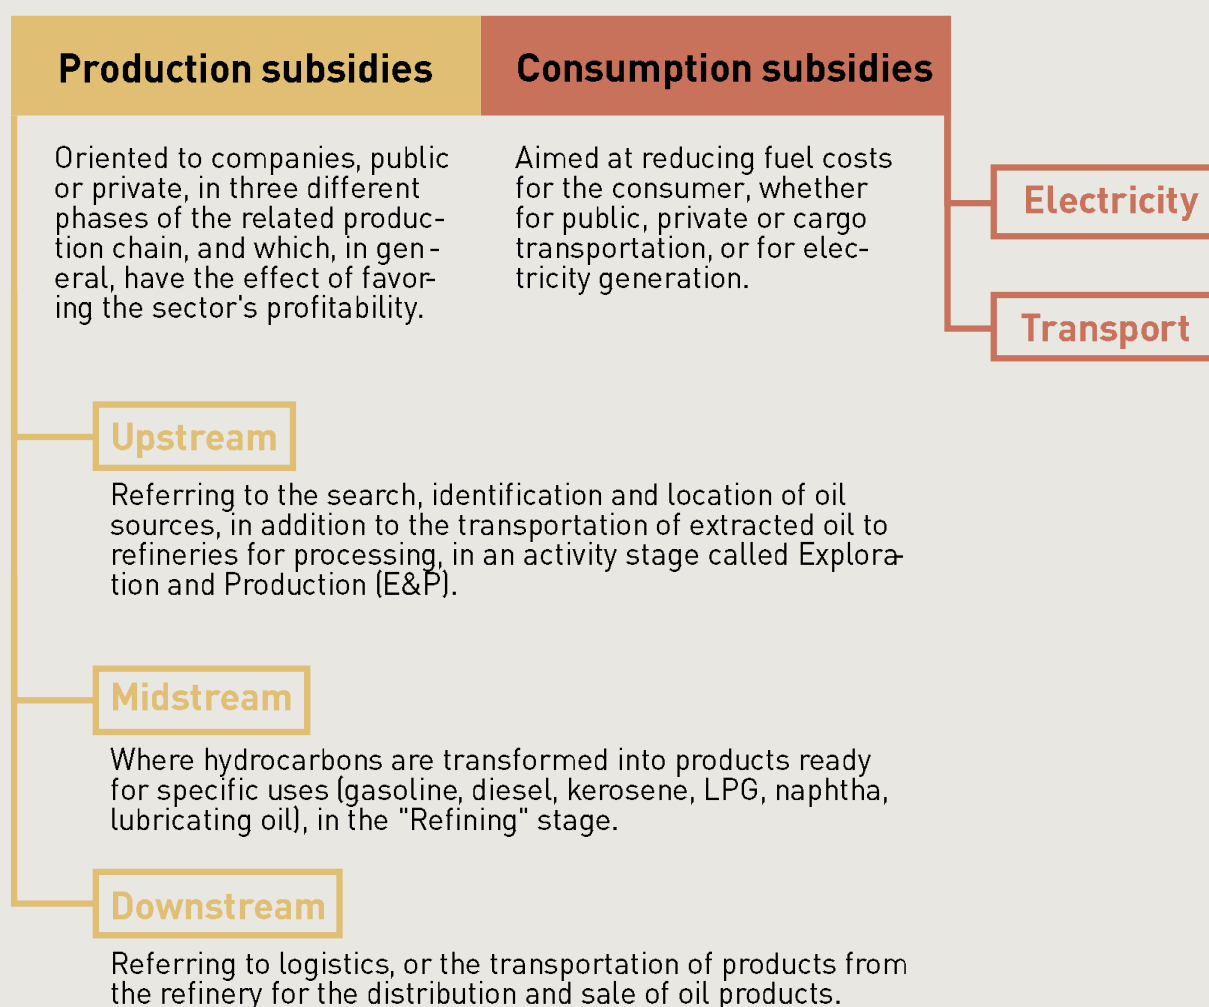 Production subsidies
Oriented to companies, public
or private, in three different
phases of the related produc-
tion chain, and which, in gen-
eral, have the effect of favor-
ing the sector's profitability.
Consumption subsidies
Aimed at reducing fuel costs
for the consumer, whether
for public, private or cargo
transportation, or for elec-
tricity generation.
Electricity
Transport
Upstream
Referring to the search, identification and location of oil
sources, in addition to the transportation of extracted oil to
refineries for processing, in an activity stage called Explora-
tion and Production (E&P).
Midstream
Where hydrocarbons are transformed into products ready
for specific uses (gasoline, diesel, kerosene, LPG, naphtha,
lubricating oil), in the "Refining" stage.
Downstream
Referring to logistics, or the transportation of products from
the refinery for the distribution and sale of oil products.